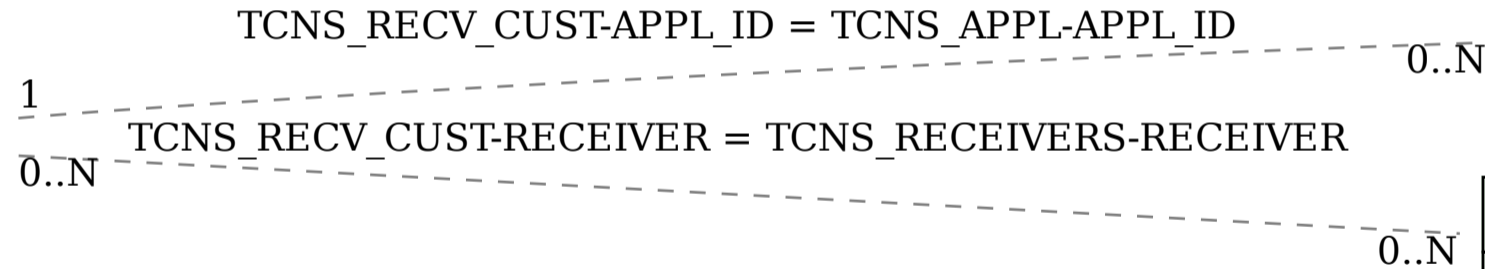 TCNS_RECV_CUST-APPL_ID = TCNS_APPL-APPL_ID
0..N
1
TCNS_RECV_CUST-RECEIVER = TCNS_RECEIVERS-RECEIVER
0..N
0..N